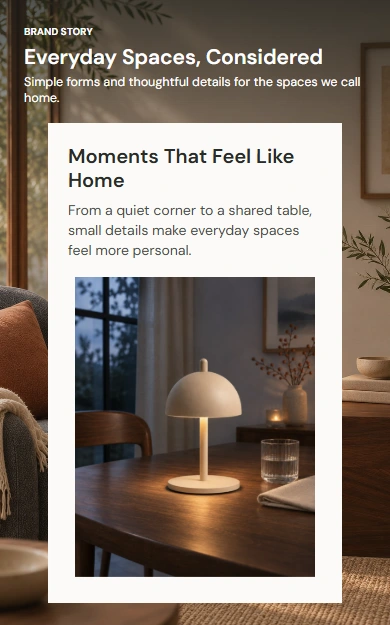 BRAND STORY
Everyday Spaces, Considered
Simple forms and thoughtful details for the spaces we call
home.
Moments That Feel Like
Home
From a quiet corner to a shared table,
small details make everyday spaces
feel more personal.